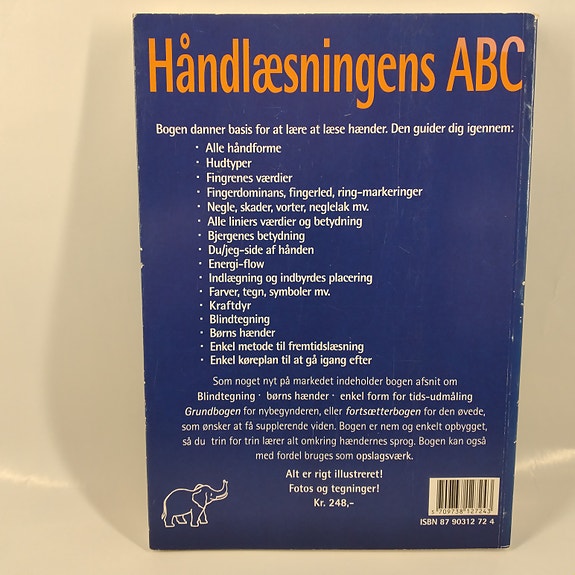 Håndlæsningens ABC
Bogen danner basis for at lære at læse hænder. Den guider dig igennem:
· Alle håndforme
· Hudtyper
· Fingrenes værdier
· Fingerdominans, fingerled, ring-markeringer
· Negle, skader, vorter, neglelak mv.
· Alle liniers værdier og betydning
· Bjergenes betydning
· Du/jeg-side af hånden
· Energi-flow
· Indlægning og indbyrdes placering
· Farver, tegn, symboler mv.
· Kraftdyr
· Blindtegning
· Børns hænder
· Enkel metode til fremtidslæsning
· Enkel køreplan til at gå igang efter
Som noget nyt på markedet indeholder bogen afsnit om
Blindtegning · børns hænder · enkel form for tids-udmåling
Grundbogen for nybegynderen, eller fortsætterbogen for den øvede,
som ønsker at få supplerende viden. Bogen er nem og enkelt opbygget,
så du trin for trin lærer alt omkring hændernes sprog. Bogen kan også
med fordel bruges som opslagsværk.
Alt er rigt illustreret!
Fotos og tegninger!
Kr. 248,-
5 709738 127243
ISBN 87 90312 72 4